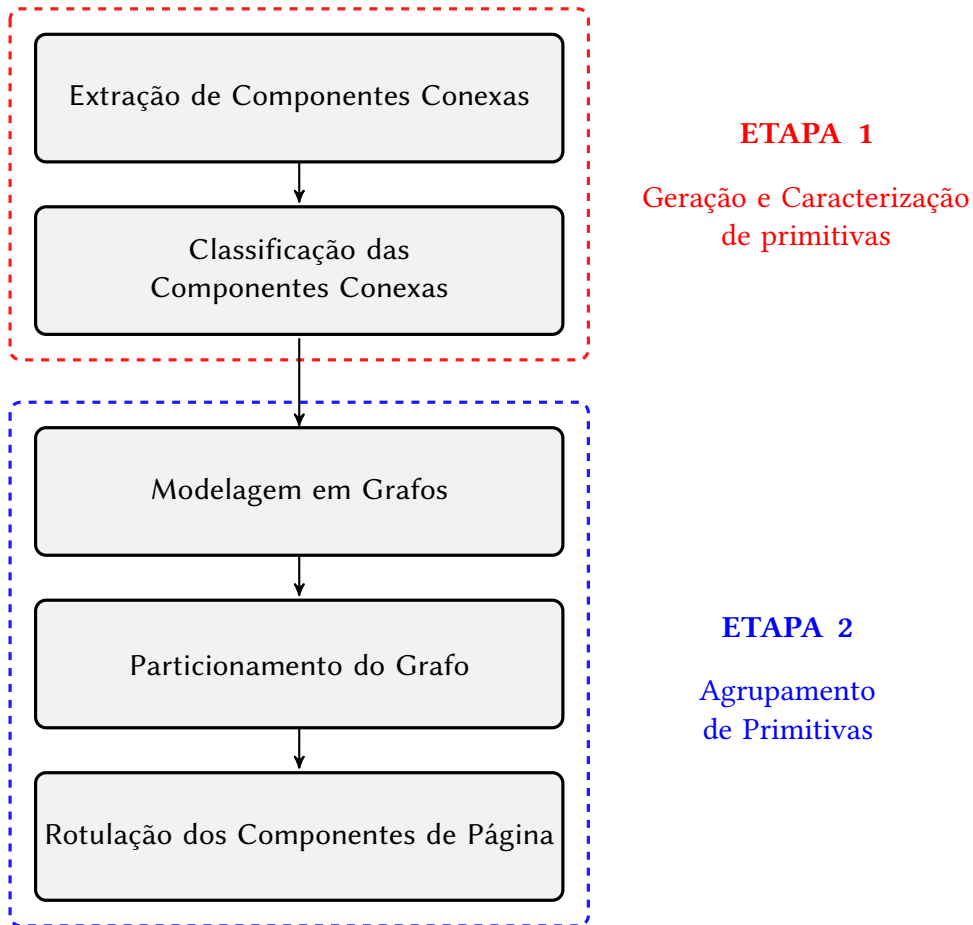 Extração de Componentes Conexas
Classificação das
Componentes Conexas
ETAPA 1
Geração e Caracterização
de primitivas
Modelagem em Grafos
Particionamento do Grafo
Rotulação dos Componentes de Página
ETAPA 2
Agrupamento
de Primitivas